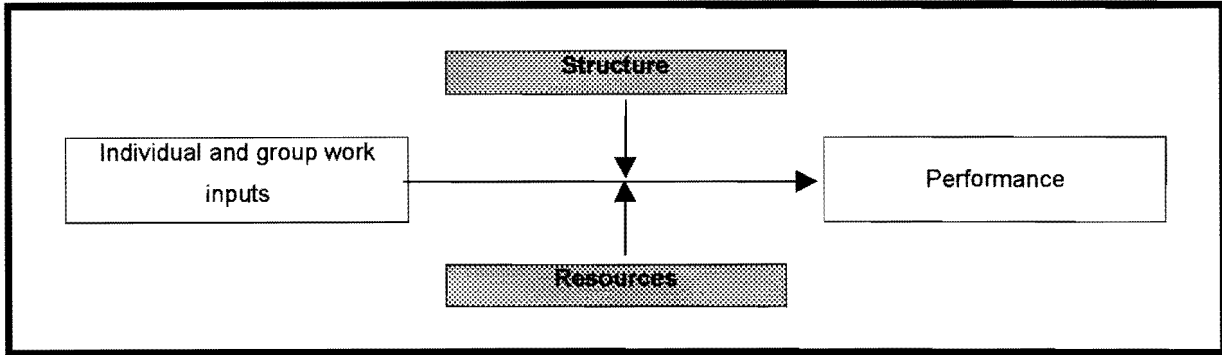 Structure
Individual and group work
inputs
Performance
Resources